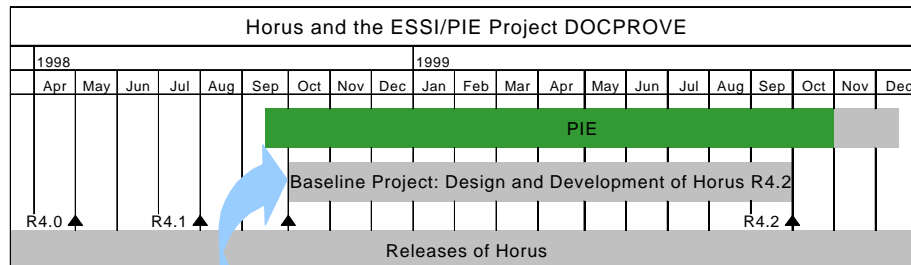 Horus and the ESSI/PIE Project DOCPROVE
1998 1999
Apr May Jun Jul Aug Sep Oct Nov Dec Jan Feb Mar Apr May Jun Jul Aug Sep Oct Nov Dec
PIE
Baseline Project: Design and Development of Horus R4.2
R4.0 R4.1 R4.2
Releases of Horus